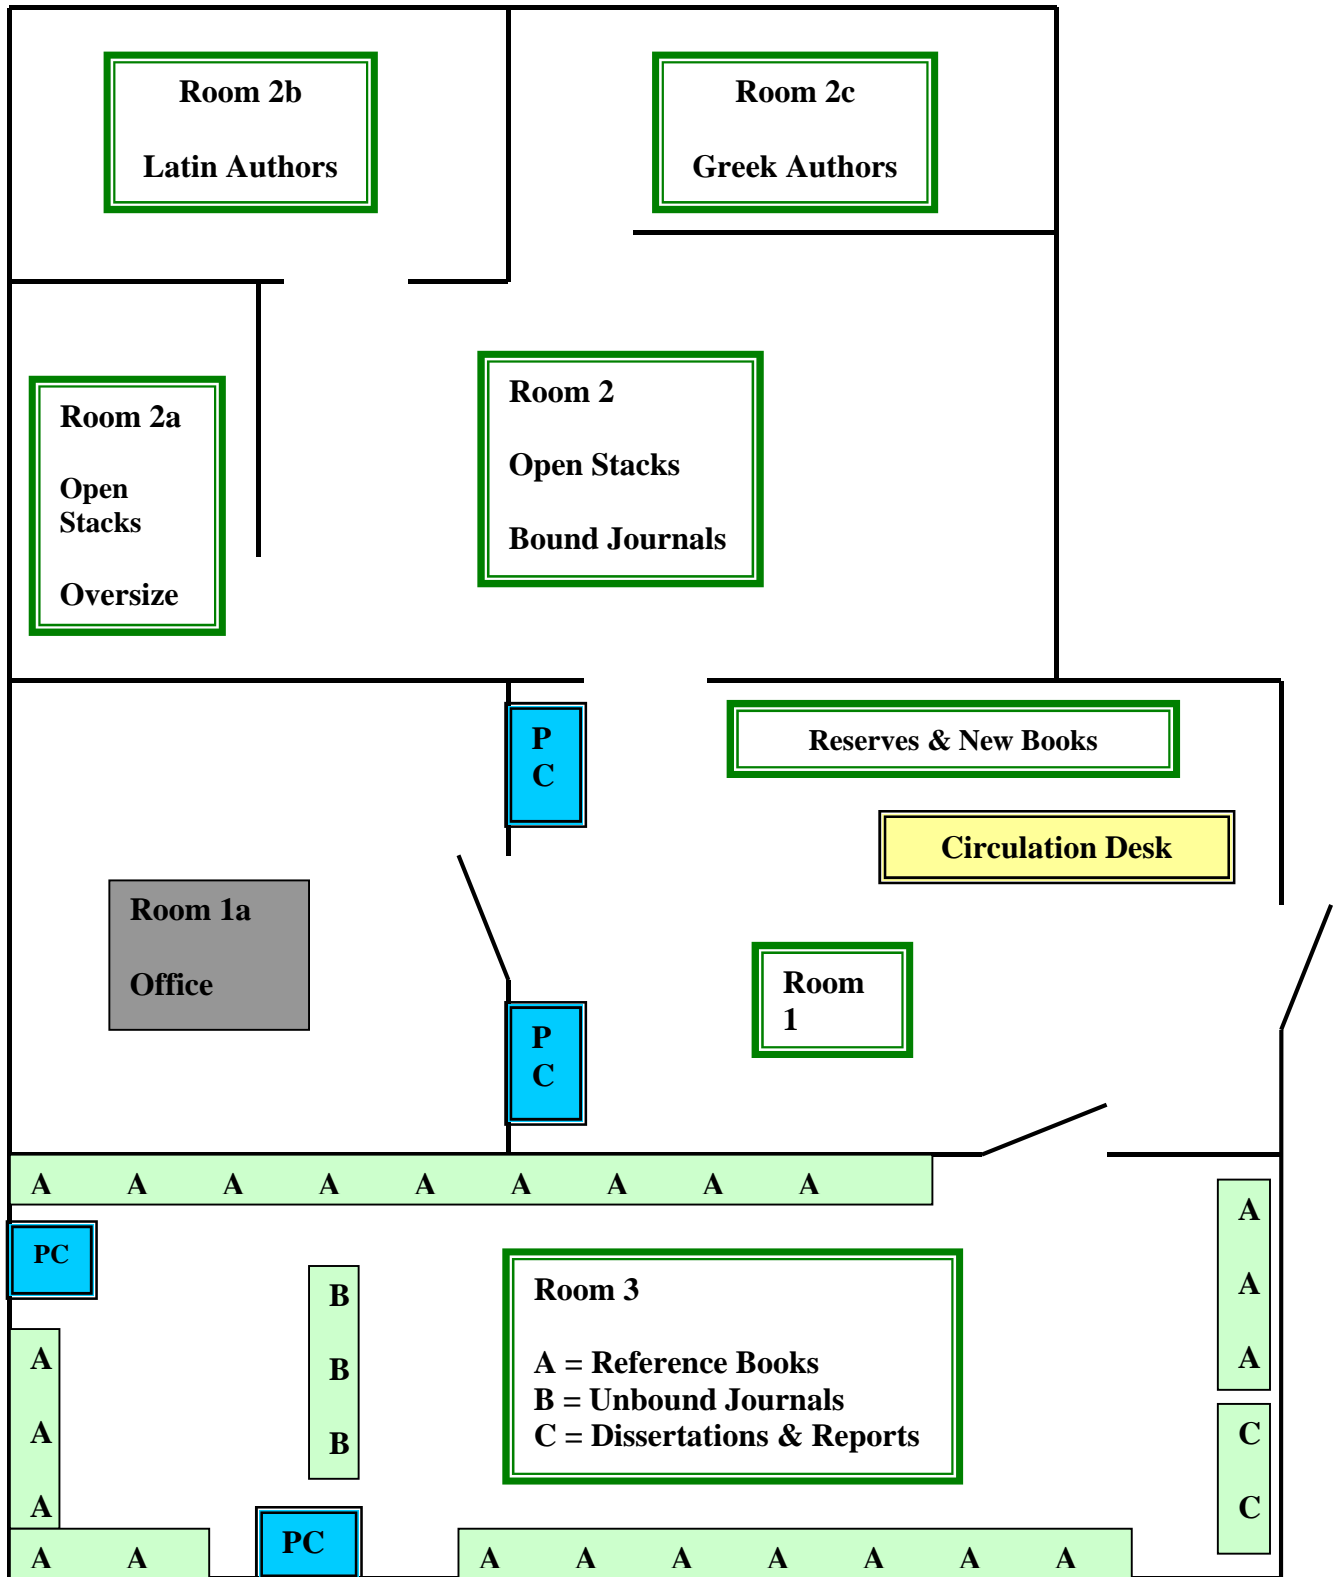 Room 2b
Latin Authors
Room 2c
Greek Authors
Room 2a
Open
Stacks
Oversize
Room 2
Open Stacks
Bound Journals
P
C
Reserves & New Books
Circulation Desk
Room 1a
Office
Room
1
P
C
A A A A A A A A A
PC
B
B
B
Room 3
A = Reference Books
B = Unbound Journals
C = Dissertations & Reports
A
A
A
C
C
A
A
A
A A
PC
A A A A A A A